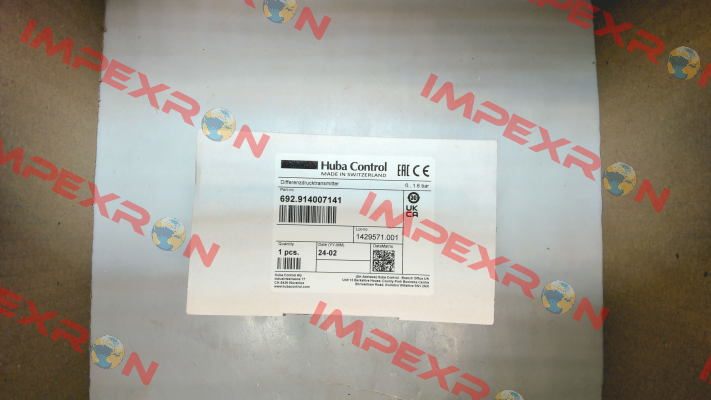 IMPEXRON
IMPEXRON
IMPEXRON
IMPEXRON
IMPEXRON
IMPEXRON
Huba Control
MADE IN SWITZERLAND
EAC CE
Differenzdrucktransmitter
0...1.6 bar
Part-no.
692.914007141
UK
CA
Lot-no.
1429571.001
Quantity
Date (YY-WM)
DataMatrix
1 pcs.
24-02
Huba Control AG
Industriestrasse 17
CH-5436 Würenlos
www.hubacontrol.com